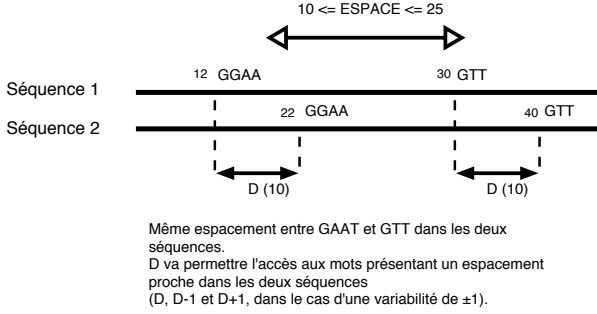 10 <= ESPACE <= 25
12 GGAA 30 GTT
Séquence 1
22 GGAA 40 GTT
Séquence 2
D (10) D (10)
Même espacement entre GAAT et GTT dans les deux
séquences.
D va permettre l'accès aux mots présentant un espacement
proche dans les deux séquences
(D, D-1 et D+1, dans le cas d'une variabilité de ±1).